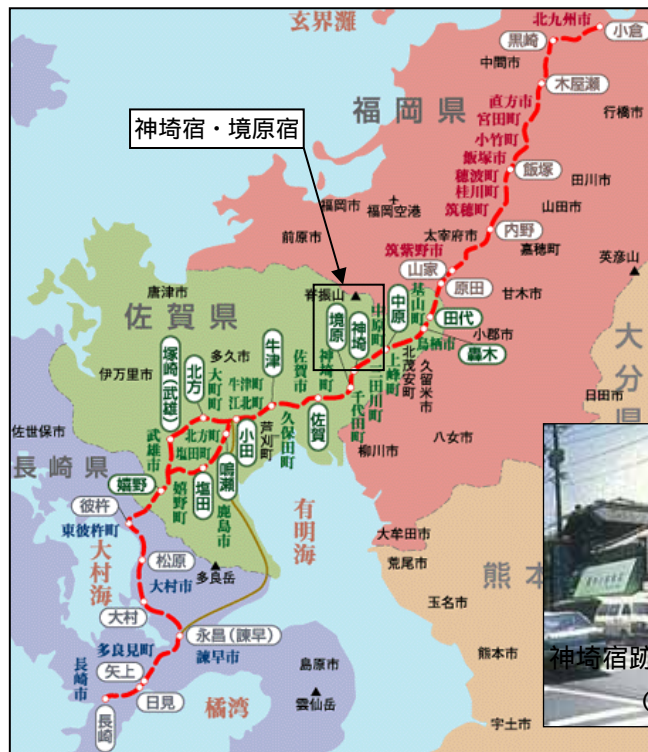 玄界灘
北九州市
小倉
黒崎
中間市
木屋瀬
福岡県
直方市
宮田町
行橋市
神埼宿・境原宿
小竹町
飯塚市
穂波町
飯塚
田川市
桂川町
福岡市
福岡空港
筑穂町
山田市
内野
前原市
太宰府市
嘉穂町
筑紫野市
英彦山
山家
唐津市
脊振山
原田
甘木市
佐賀県
基山町
中原
田代
境原
神埼
中原町
小郡市
大分県
鳥栖市
轟木
牛津
多久市
北方
塚崎(武雄)
伊万里市
大町町
牛津町
江北町
佐賀市
神埼町
三田川町
上峰町
北茂安町
久留米市
日田市
千代田町
佐賀
小田
芦刈町
久保田町
北方町
塩田町
佐世保市
武雄市
柳川市
八女市
長崎県
嬉野
塩田
鳴瀬
嬉野町
鹿島市
有明海
彼杵
東彼杵町
大牟田市
荒尾市
熊本
松原
大村湾
大村市
多良岳
大村
玉名市
永昌(諫早)
多良見町
諫早市
島原市
矢上
長崎市
日見
雲仙岳
熊本市
神埼宿跡
長崎
橘湾
宇土市
(